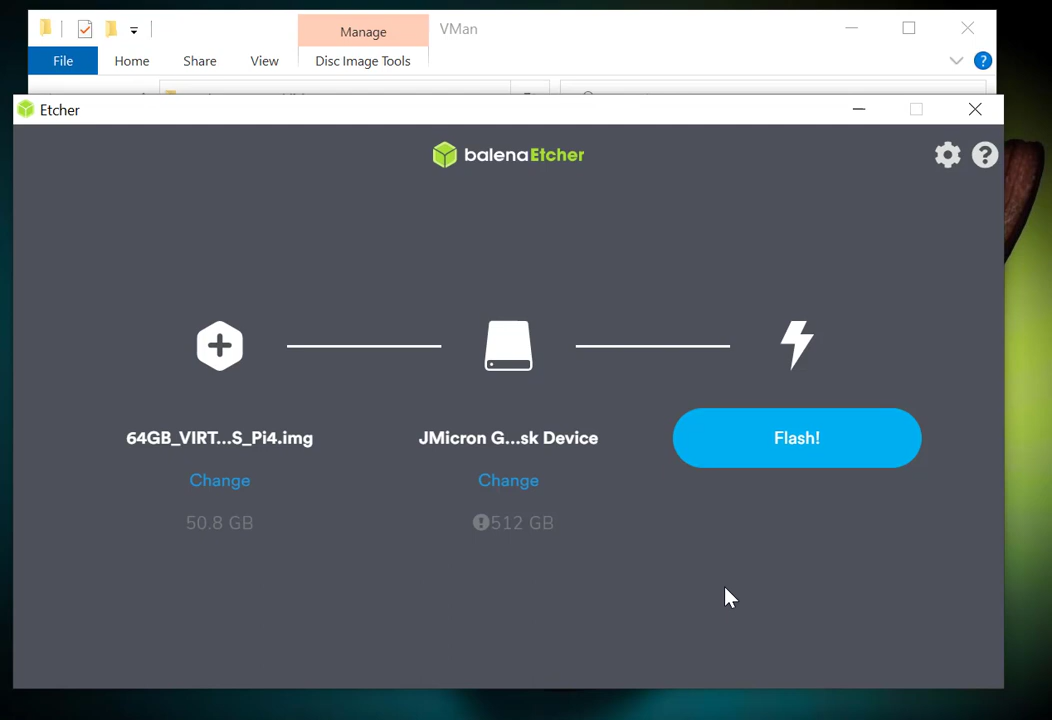 Manage
VMan
File
Home
Share
View
Disc Image Tools
?
Etcher
balenaEtcher
?
64GB_VIRT...S_Pi4.img
JMicron G...sk Device
Flash!
Change
Change
50.8 GB
!512 GB